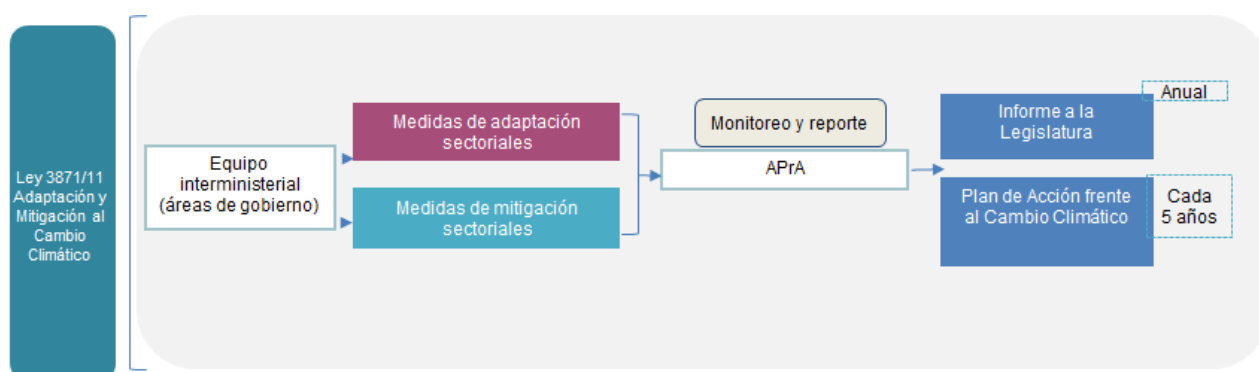 Ley 3871/11
Adaptación y
Mitigación al
Cambio
Climático
Equipo
interministerial
(áreas de gobierno)
Medidas de adaptación
sectoriales
Medidas de mitigación
sectoriales
Monitoreo y reporte
APrA
Informe a la
Legislatura
Anual
Plan de Acción frente
al Cambio Climático
Cada
5 años